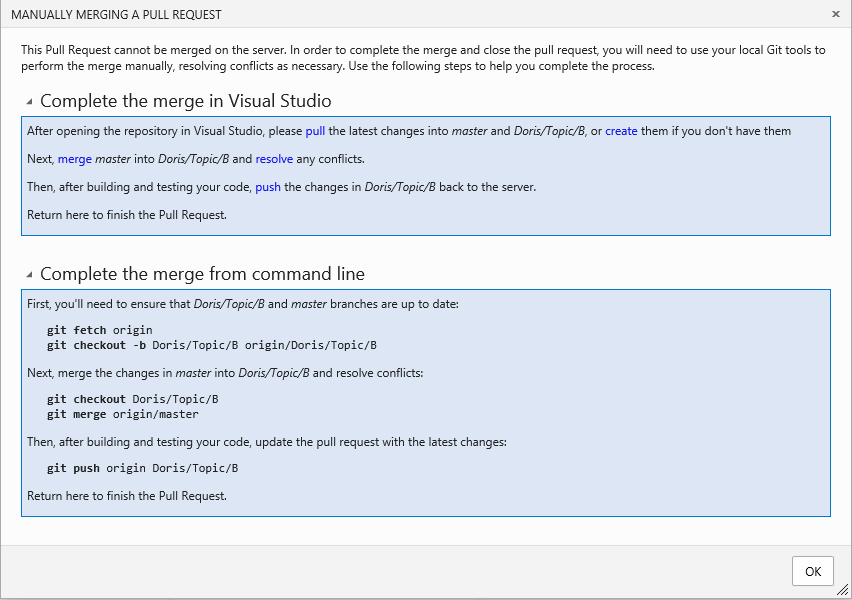 MANUALLY MERGING A PULL REQUEST
This Pull Request cannot be merged on the server. In order to complete the merge and close the pull request, you will need to use your local Git tools to
perform the merge manually, resolving conflicts as necessary. Use the following steps to help you complete the process.
Complete the merge in Visual Studio
After opening the repository in Visual Studio, please pull the latest changes into master and Doris/Topic/B, or create them if you don't have them
Next, merge master into Doris/Topic/B and resolve any conflicts.
Then, after building and testing your code, push the changes in Doris/Topic/B back to the server.
Return here to finish the Pull Request.
Complete the merge from command line
First, you'll need to ensure that Doris/Topic/B and master branches are up to date:
git fetch origin
git checkout -b Doris/Topic/B origin/Doris/Topic/B
Next, merge the changes in master into Doris/Topic/B and resolve conflicts:
git checkout Doris/Topic/B
git merge origin/master
Then, after building and testing your code, update the pull request with the latest changes:
git push origin Doris/Topic/B
Return here to finish the Pull Request.
OK